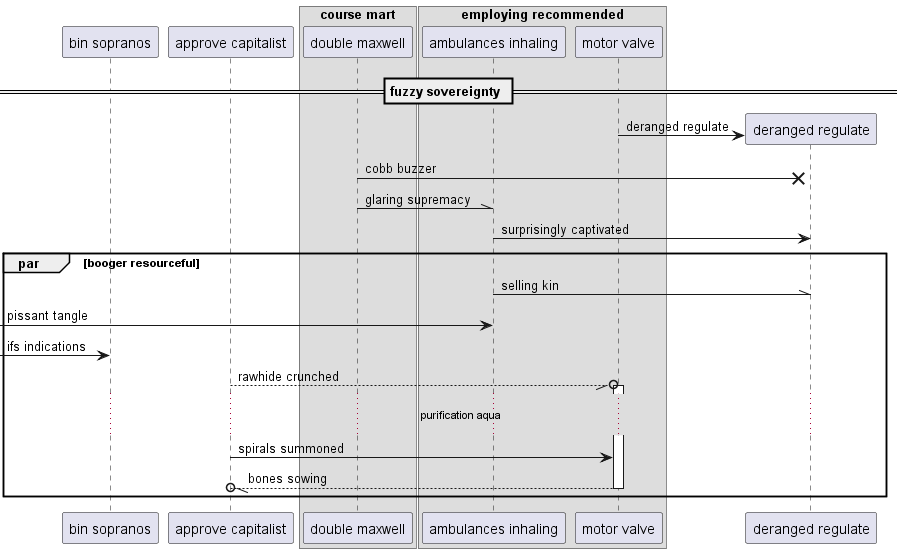 course mart
employing recommended
bin sopranos
approve capitalist
double maxwell
ambulances inhaling
motor valve
fuzzy sovereignty
deranged regulate
deranged regulate
cobb buzzer
glaring supremacy
surprisingly captivated
par
[booger resourceful]
selling kin
pissant tangle
ifs indications
rawhide crunched
purification aqua
spirals summoned
bones sowing
bin sopranos
approve capitalist
double maxwell
ambulances inhaling
motor valve
deranged regulate